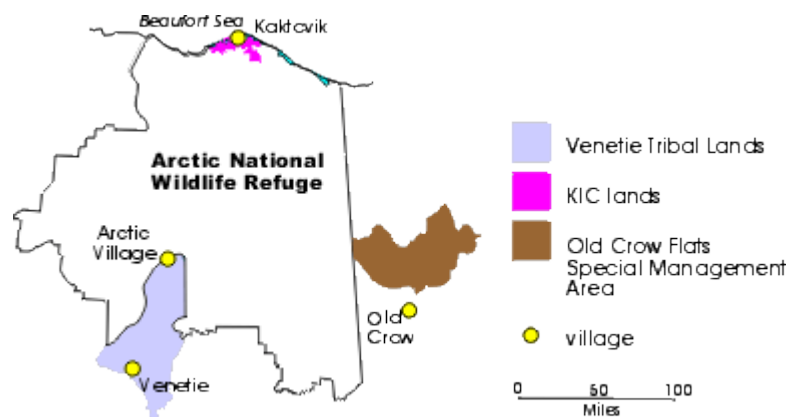 Beaufort Sea
Kaktovik
Arctic National
Wildlife Refuge
Arctic
Village
Venetie
Old
Crow
Venetie Tribal Lands
KIC lands
Old Crow Flats
Special Management
Area
village
0 50 100
Miles